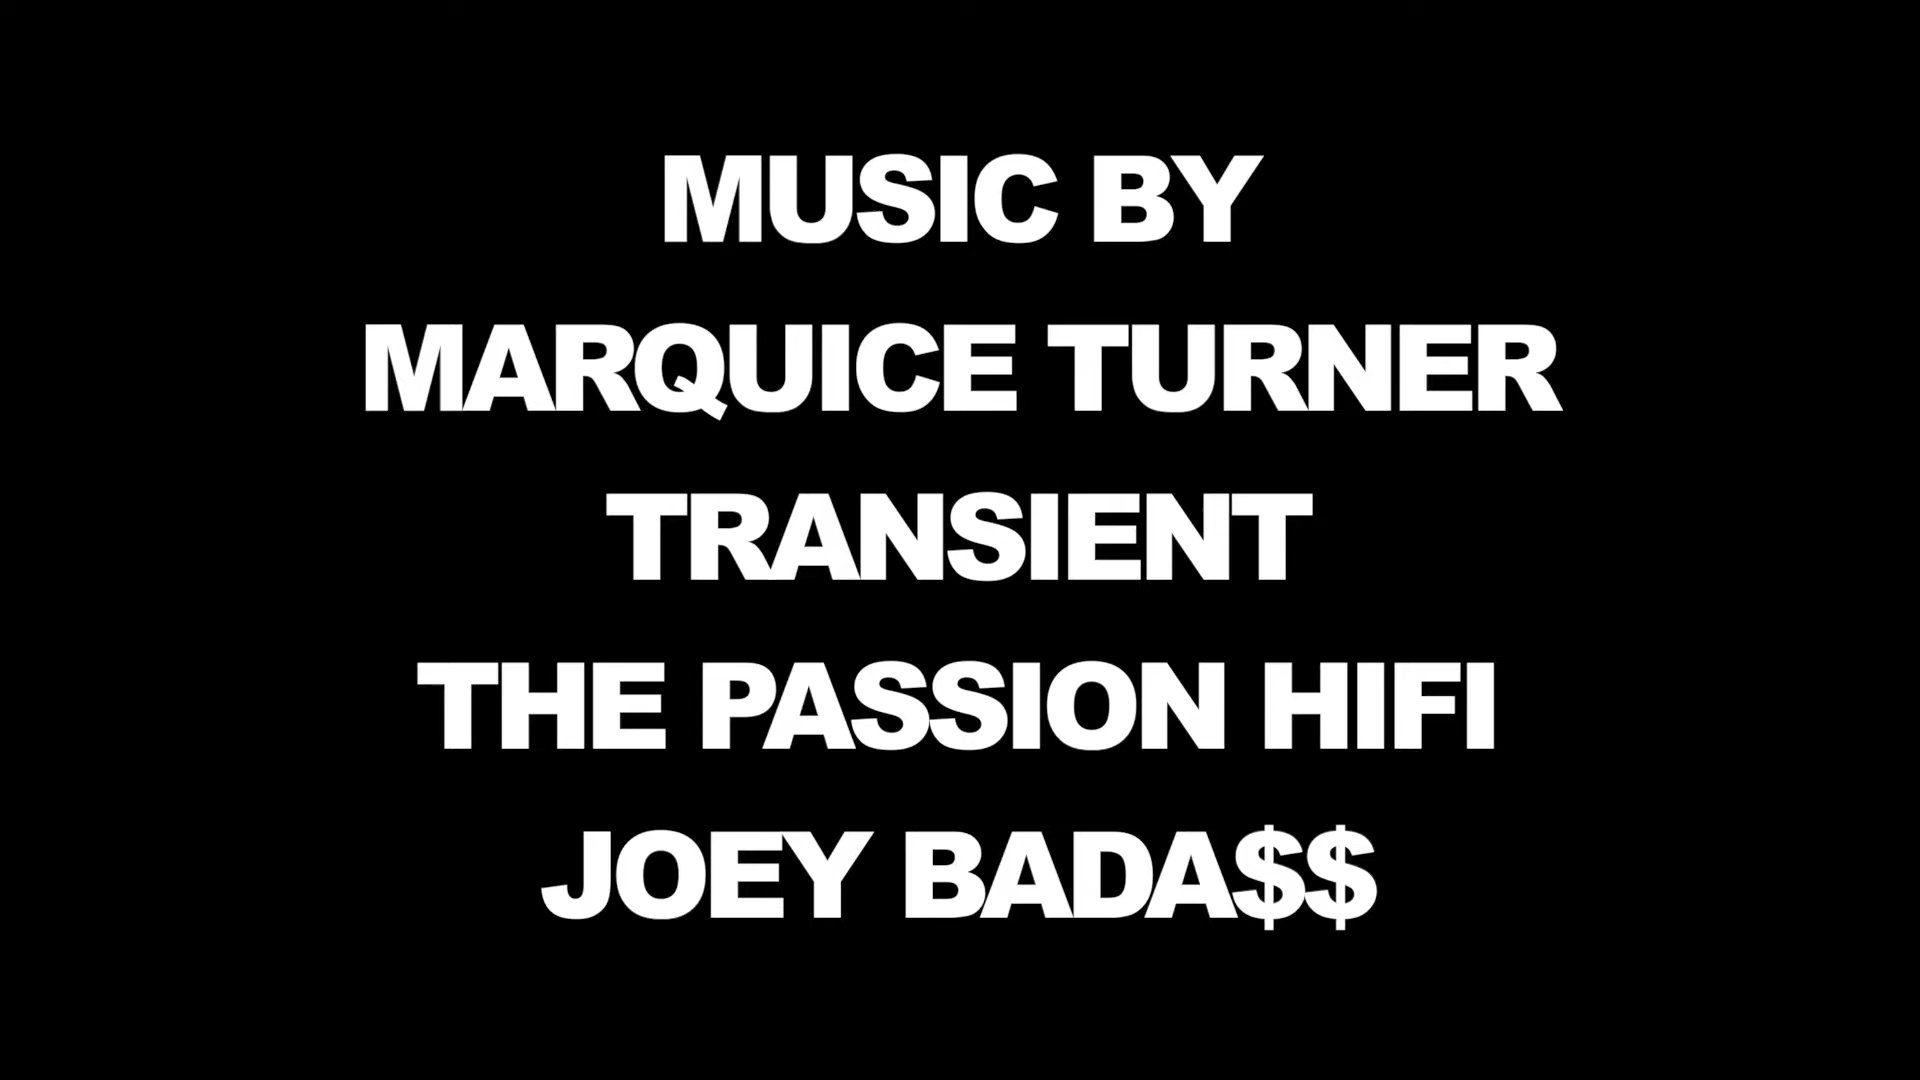 MUSIC BY
MARQUICE TURNER
TRANSIENT
THE PASSION HIFI
JOEY BADA$$